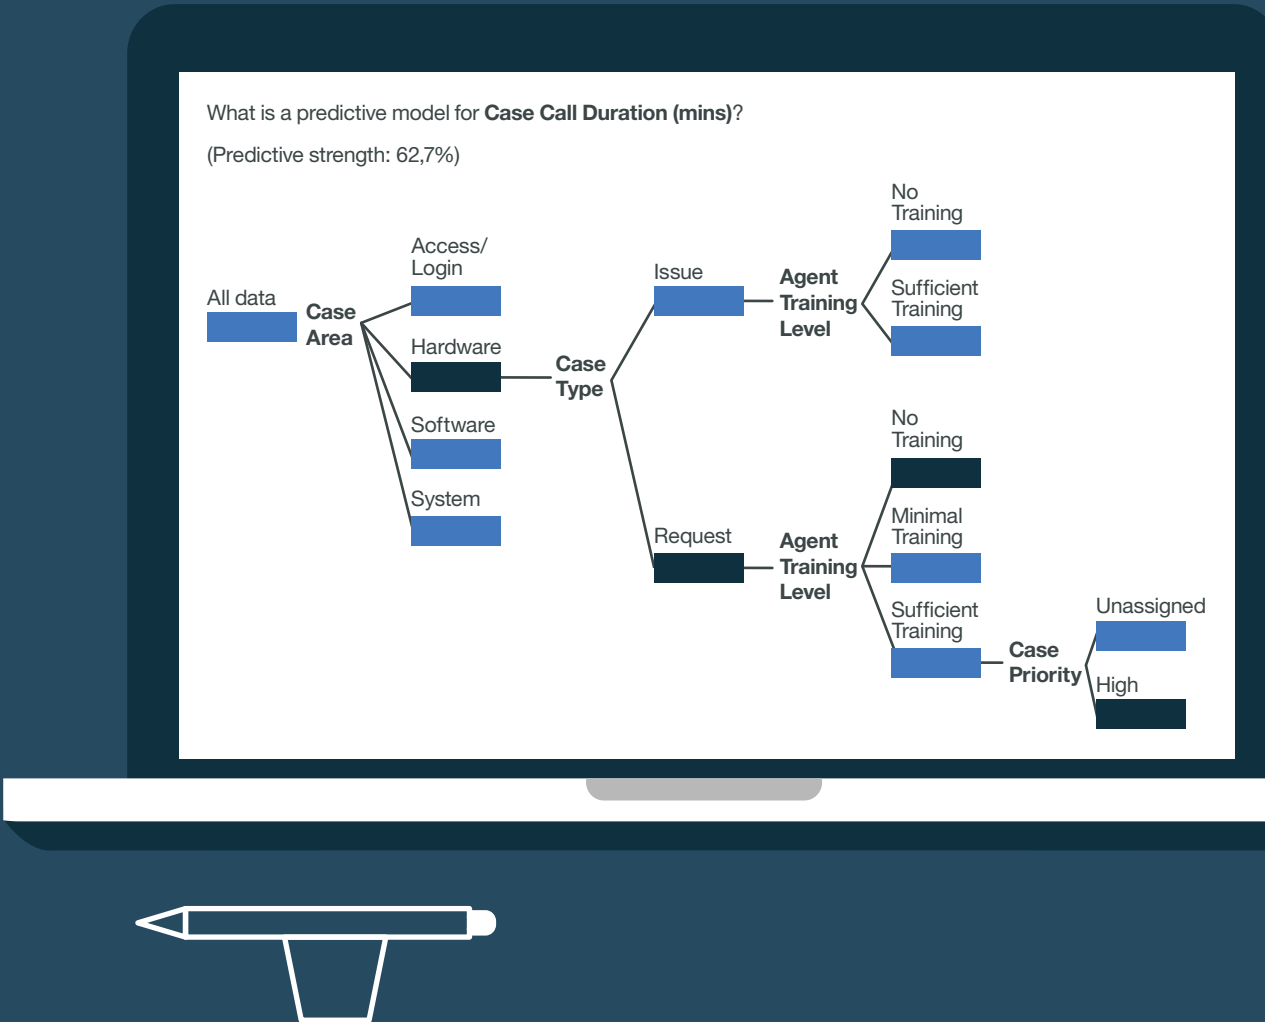 What is a predictive model for Case Call Duration (mins)?
(Predictive strength: 62,7%)
All data
Case
Area
Access/
Login
Hardware
Software
System
Case
Type
Issue
Request
Agent
Training
Level
No
Training
Sufficient
Training
Agent
Training
Level
No
Training
Minimal
Training
Sufficient
Training
Case
Priority
Unassigned
High